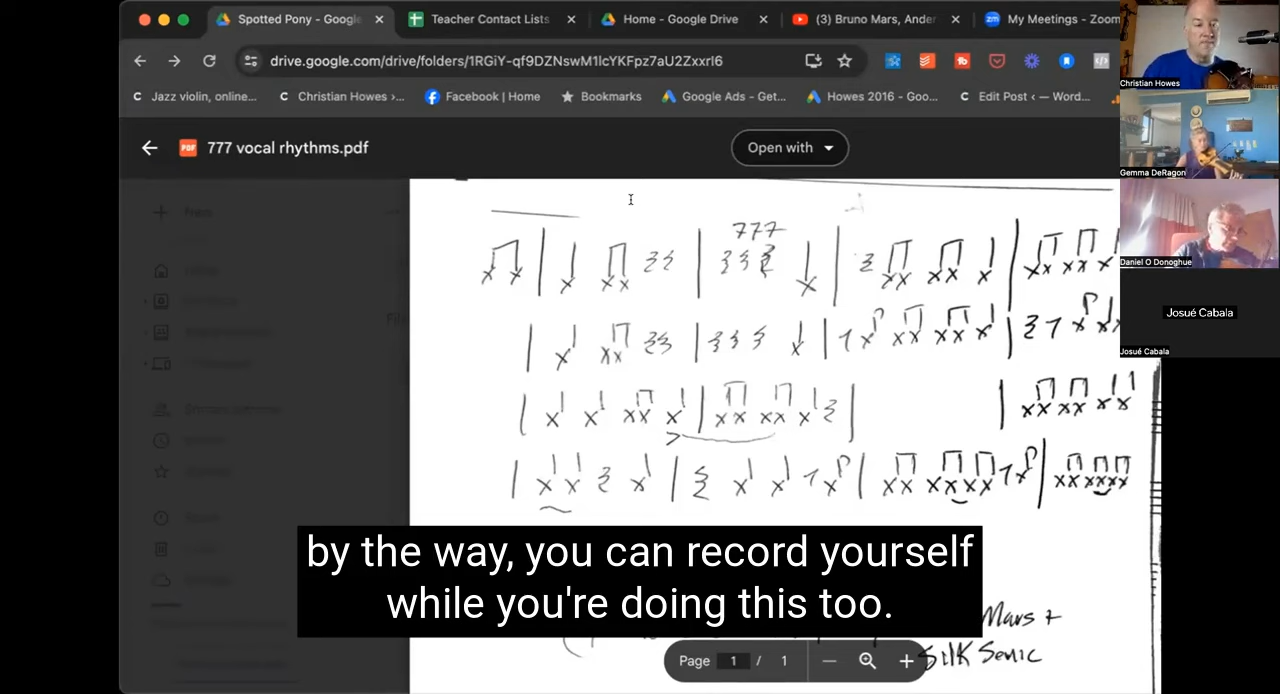 Spotted Pony - Google
Teacher Contact Lists
Home - Google Drive
(3) Bruno Mars, Ander
My Meetings - Zoom
drive.google.com/drive/folders/1RGiY-qf9DZNswM1lcYKFpz7aU2Zxxrl6
Jazz violin, online...
Christian Howes ›...
Facebook | Home
Bookmarks
Google Ads - Get...
Howes 2016 - Goo...
Edit Post ‹ — Word...
PDF
777 vocal rhythms.pdf
Open with
New
Christian Howes
Gemma DeRagon
Daniel O Donoghue
Josué Cabala
Josué Cabala
777
by the way, you can record yourself
while you're doing this too.
Mars +
Silk Sonic
Page 1 / 1